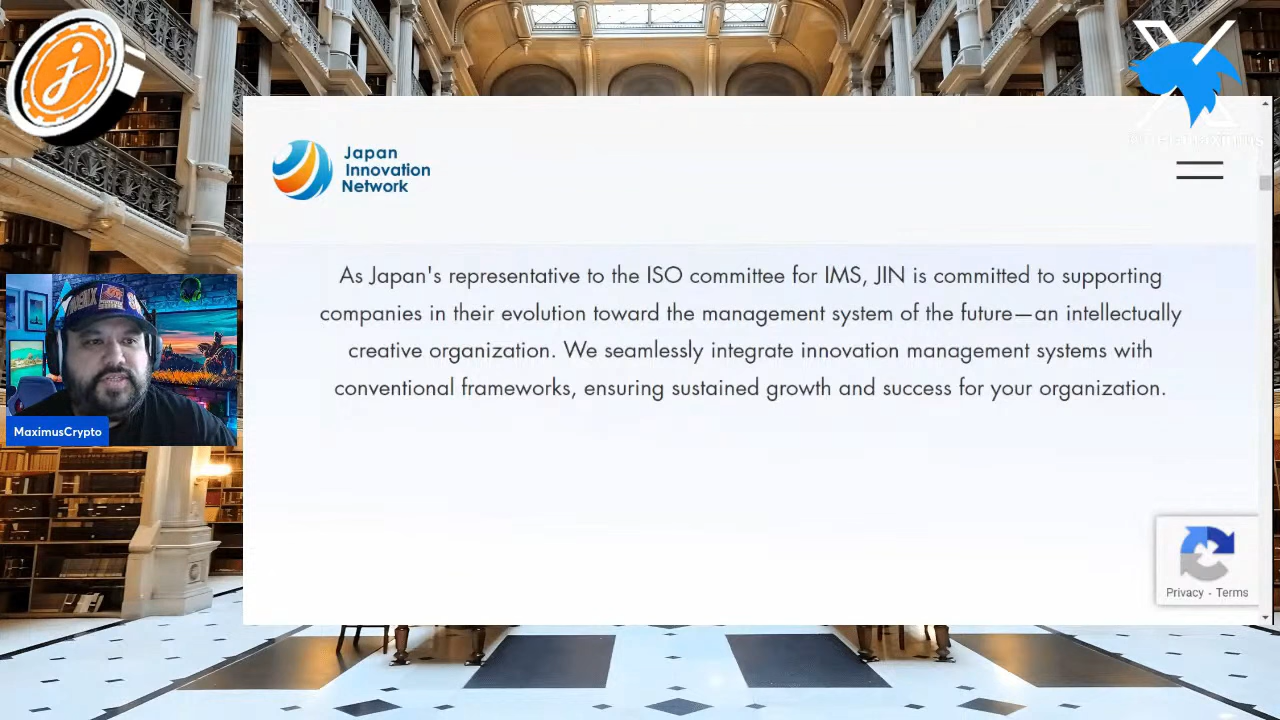 j
Japan
Innovation
Network
As Japan's representative to the ISO committee for IMS, JIN is committed to supporting
companies in their evolution toward the management system of the future—an intellectually
creative organization. We seamlessly integrate innovation management systems with
conventional frameworks, ensuring sustained growth and success for your organization.
MaximusCrypto
Privacy - Terms